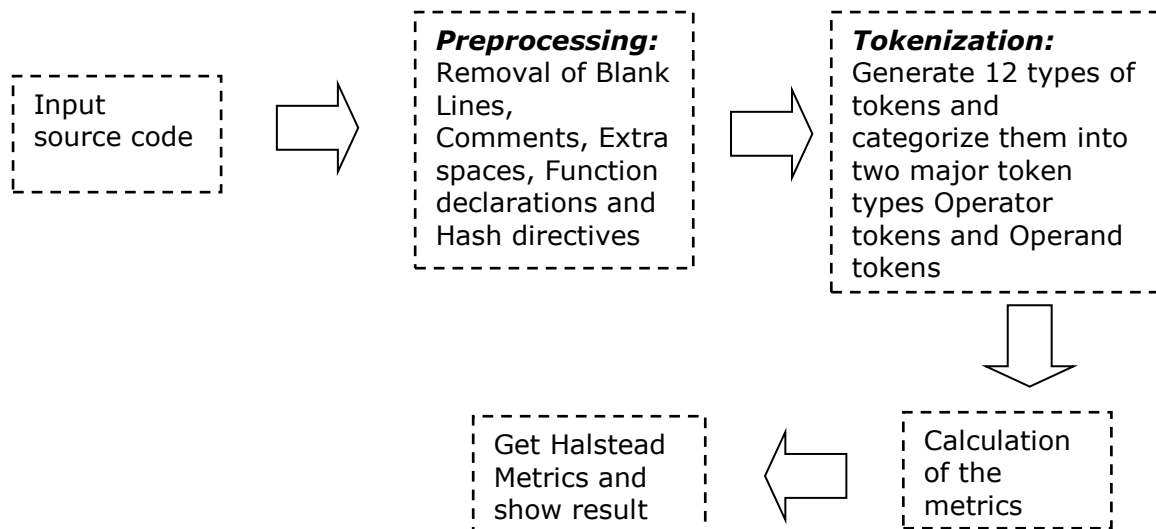 Input
source code
Preprocessing:
Removal of Blank
Lines,
Comments, Extra
spaces, Function
declarations and
Hash directives
Tokenization:
Generate 12 types of
tokens and
categorize them into
two major token
types Operator
tokens and Operand
tokens
Calculation
of the
metrics
Get Halstead
Metrics and
show result